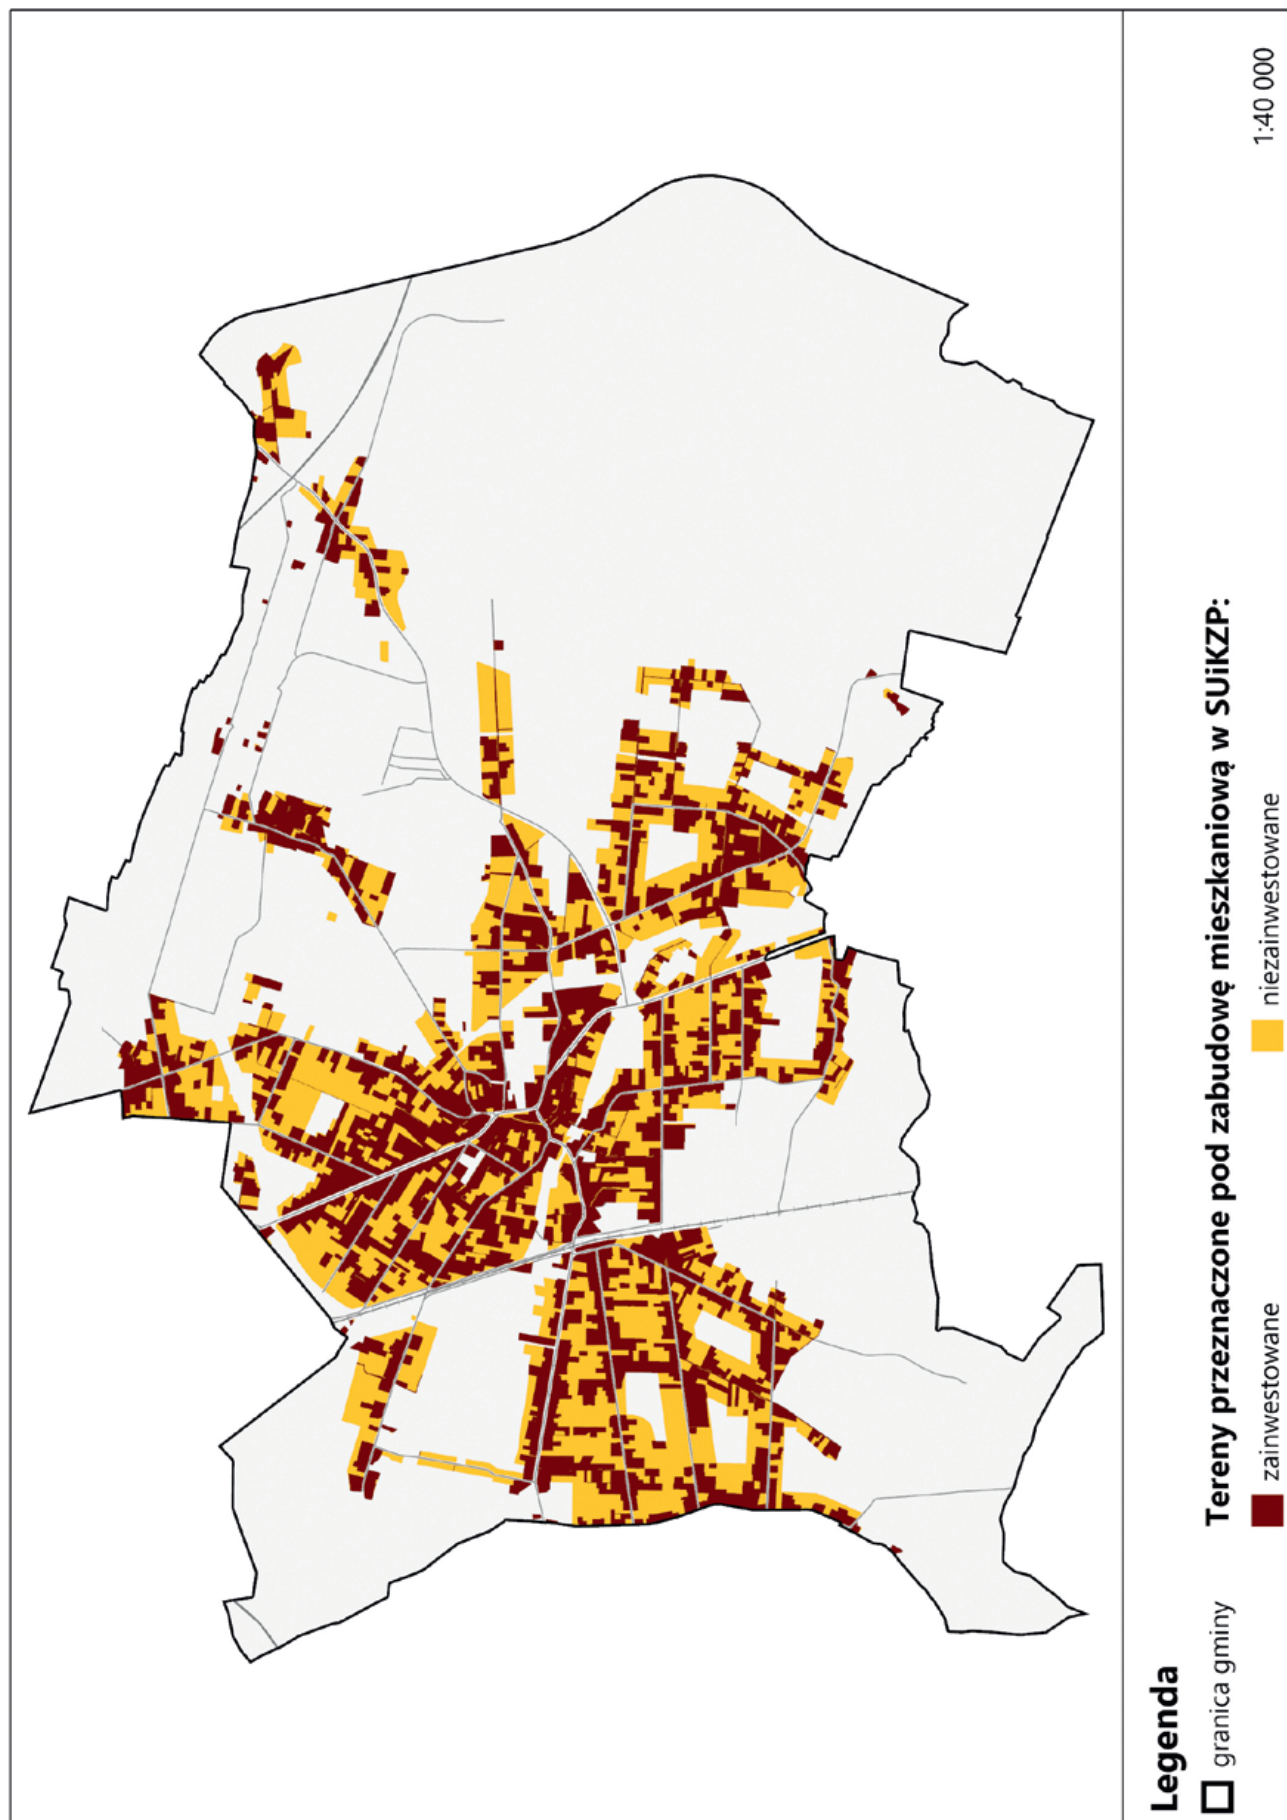 Legenda
granica gminy
Tereny przeznaczone pod zabudowę mieszkaniową w SUiKZP:
zainwestowane
niezainwestowane
1:40 000